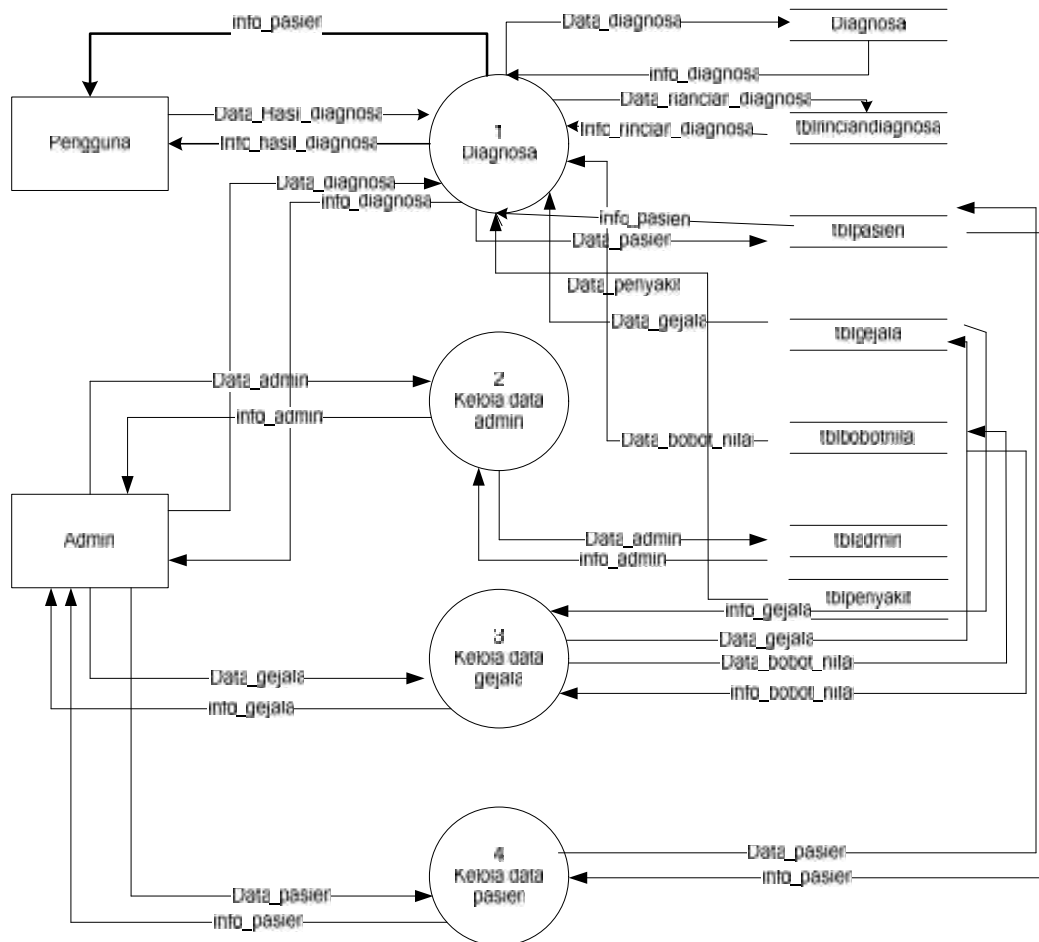 info_pasien
Data_diagnosa
Diagnosa
info_diagnosa
Data_rianciar_diagnosa
Pengguna
Data_Hasil_diagnosa
Info_hasil_diagnosa
1
Diagnosa
Info_rinciar_diagnosa
tblrinciandiagnosa
Data_diagnosa
info_diagnosa
info_pasien
Data_pasien
tblpasien
Data_penyakit
Data_gejala
tblgejala
Data_admin
info_admin
2
Kelola data
admin
Data_bobot_nilai
tblbobotnilai
Admin
Data_admin
info_admin
tbladmin
tblpenyakit
3
Kelola data
gejala
info_gejala
Data_gejala
Data_bobot_nilai
info_bobot_nilai
Data_gejala
info_gejala
4
Kelola data
pasien
Data_pasien
info_pasien
Data_pasien
info_pasien